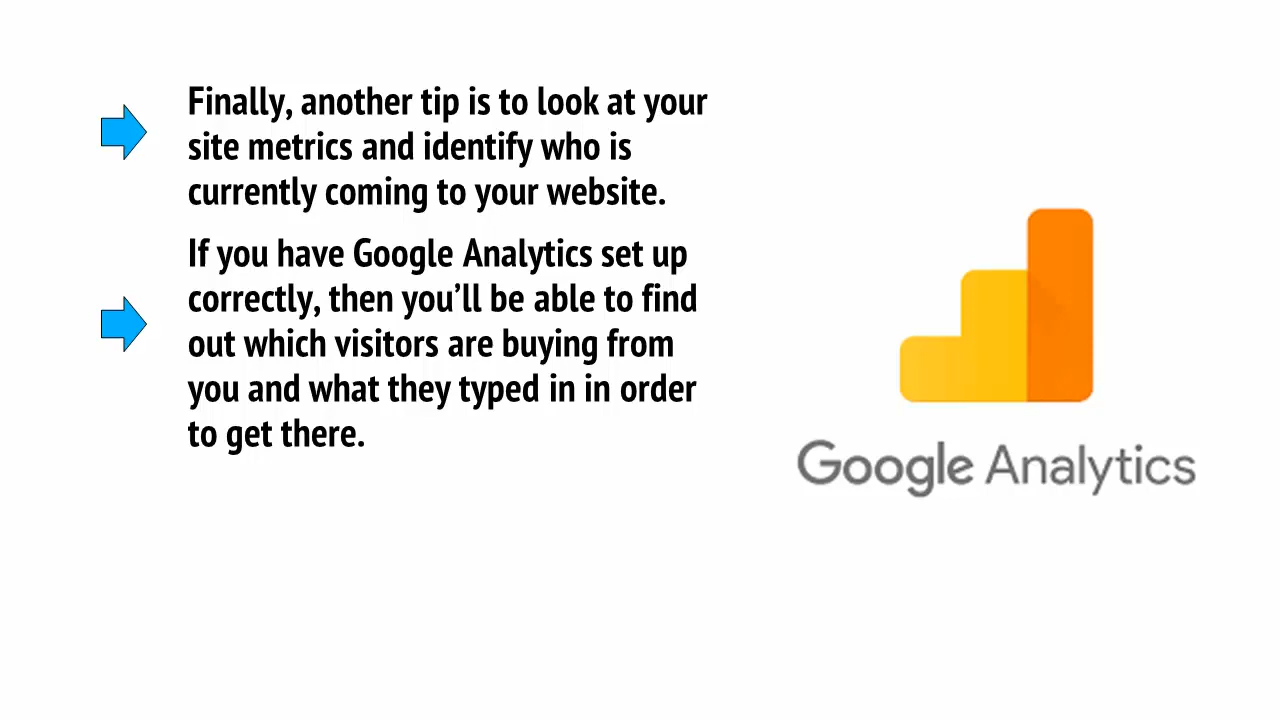 Finally, another tip is to look at your
site metrics and identify who is
currently coming to your website.
If you have Google Analytics set up
correctly, then you’ll be able to find
out which visitors are buying from
you and what they typed in in order
to get there.
Google Analytics